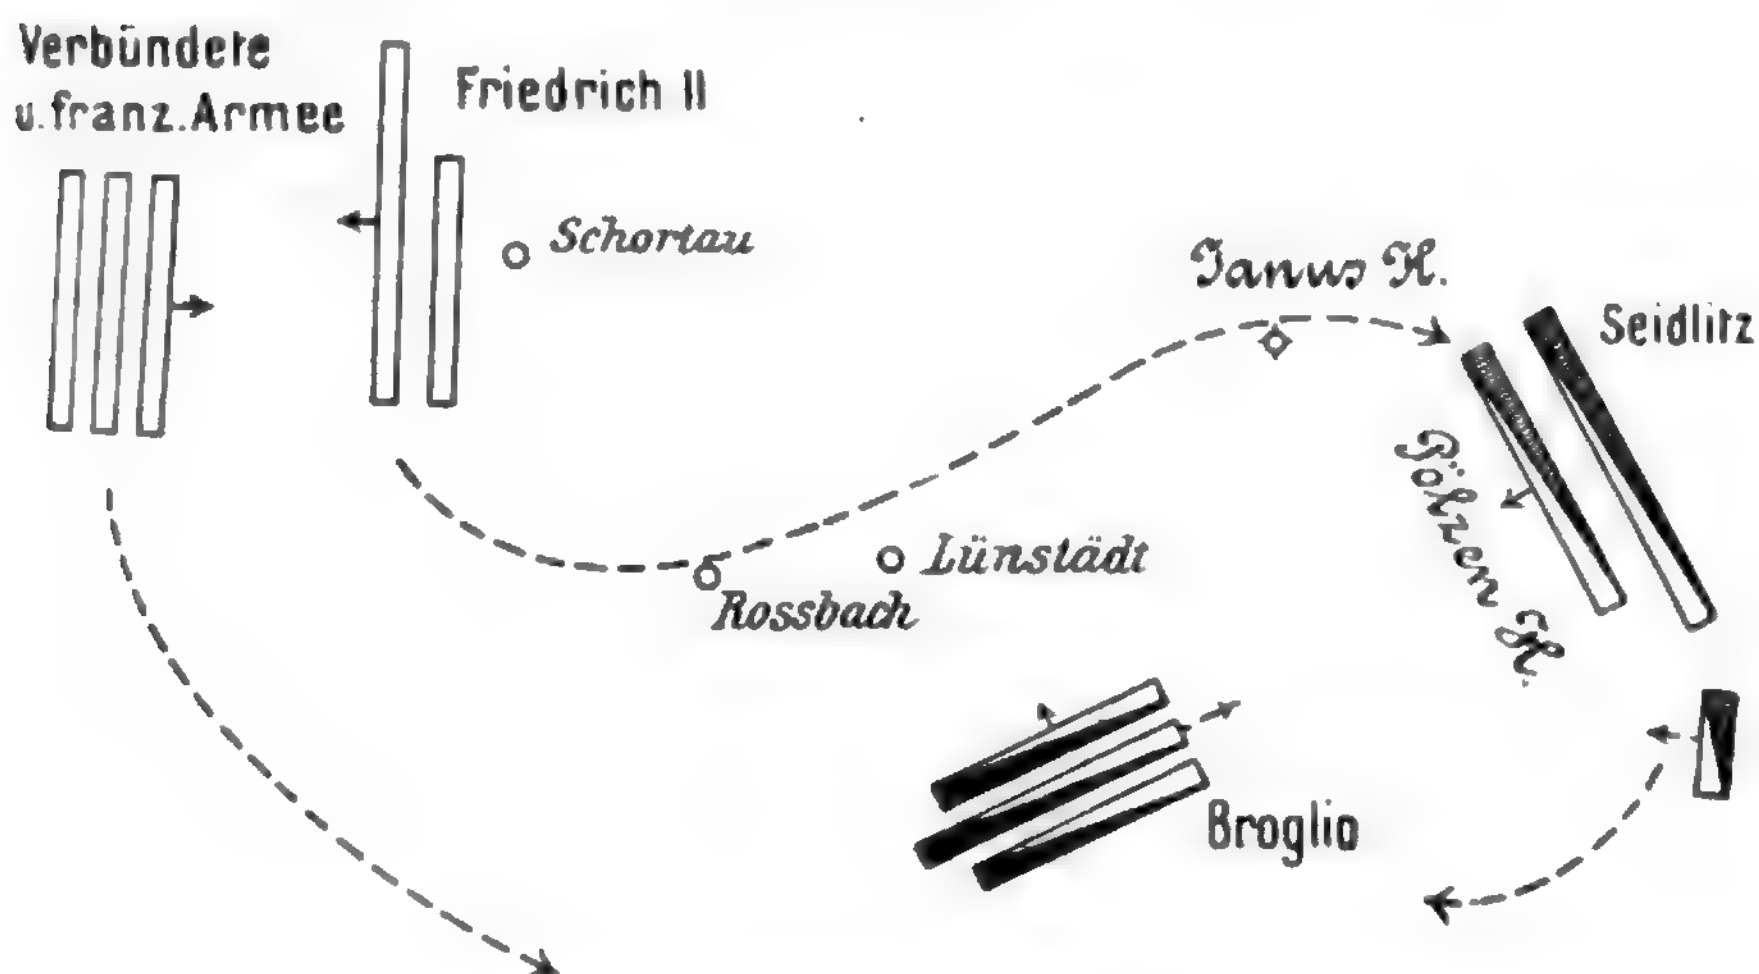 Verbündete
u. franz. Armee
Friedrich II
Schortau
Janus H.
Seidlitz
Pölzen H.
Lünstädt
Rossbach
Broglio